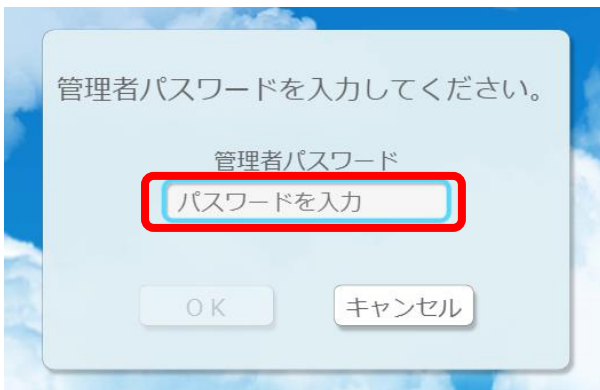 管理者パスワードを入力してください。
管理者パスワード
パスワードを入力
ＯＫ
キャンセル